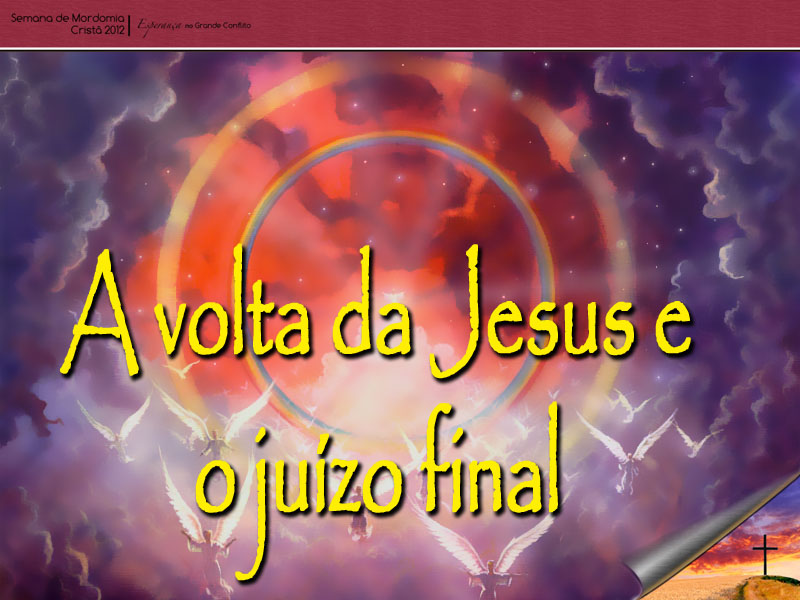 Semana de Mordomia
Cristã 2012
Esperança no Grande Conflito
A volta da Jesus e
o juízo final